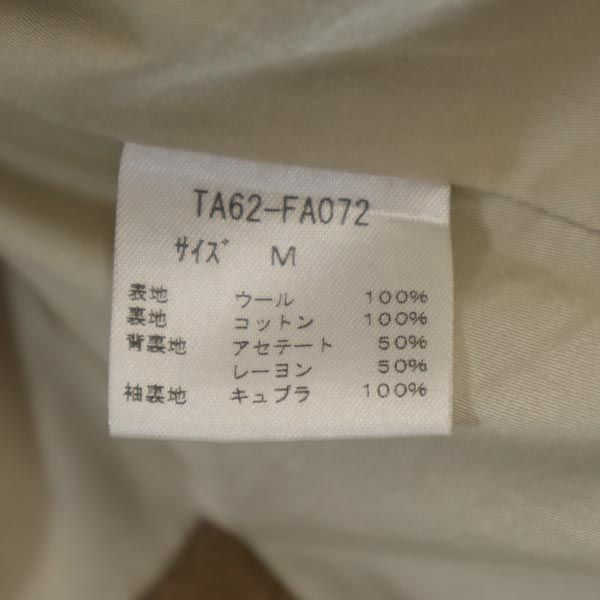 TA62-FA072
サイズ M
表地 ウール 100%
裏地 コットン 100%
背裏地 アセテート 50%
レーヨン 50%
袖裏地 キュプラ 100%